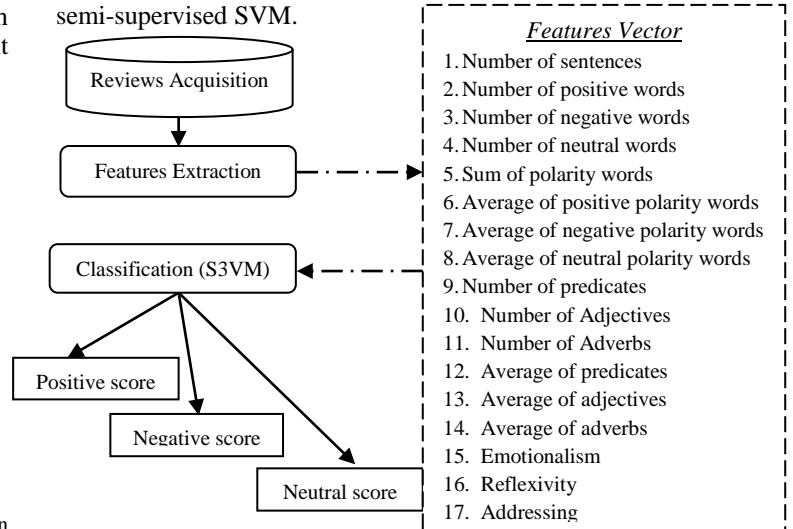 n
t
semi-supervised SVM.
Reviews Acquisition
Features Extraction
Classification (S3VM)
Positive score
Negative score
Neutral score
n
Features Vector
1. Number of sentences
2. Number of positive words
3. Number of negative words
4. Number of neutral words
5. Sum of polarity words
6. Average of positive polarity words
7. Average of negative polarity words
8. Average of neutral polarity words
9. Number of predicates
10. Number of Adjectives
11. Number of Adverbs
12. Average of predicates
13. Average of adjectives
14. Average of adverbs
15. Emotionalism
16. Reflexivity
17. Addressing